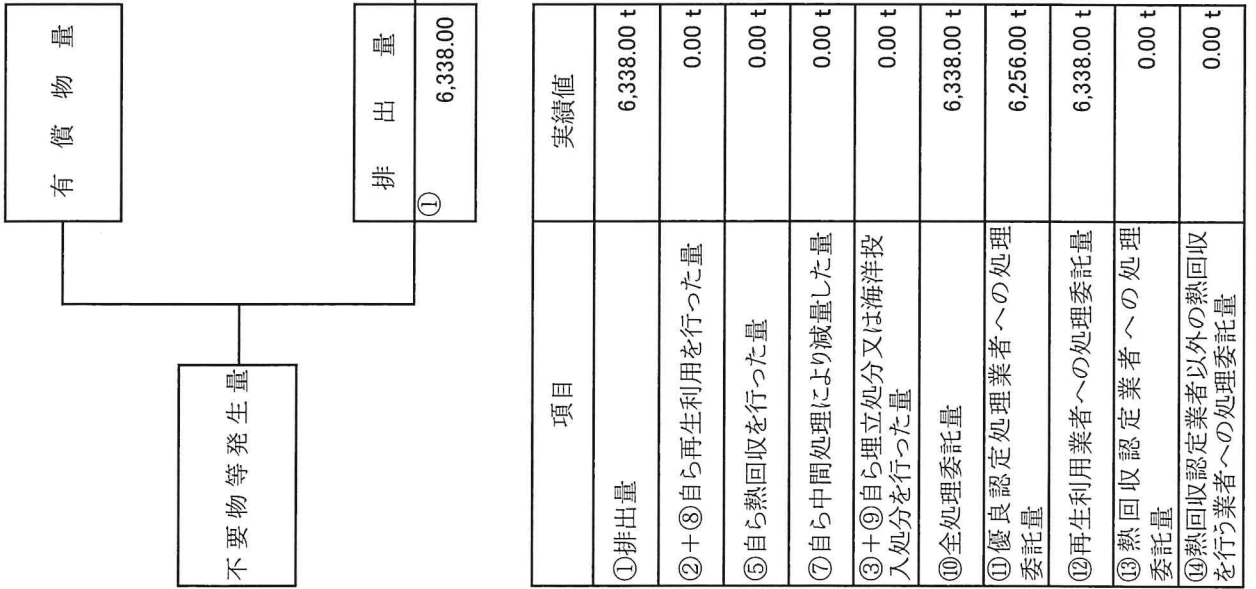 有償物量
不要物等発生量
排出量
① 6,338.00
項目 実績値
①排出量 6,338.00 t
②+⑧自ら再生利用を行った量 0.00 t
⑤自ら熱回収を行った量 0.00 t
⑦自ら中間処理により減量した量 0.00 t
③+⑨自ら埋立処分又は海洋投 0.00 t
入処分を行った量
⑩全処理委託量 6,338.00 t
⑪優良認定処理業者への処理 6,256.00 t
委託量
⑫再生利用業者への処理委託量 6,338.00 t
⑬熱回収認定業者への処理 0.00 t
委託量
⑭熱回収認定業者以外の熱回収 0.00 t
を行う業者への処理委託量